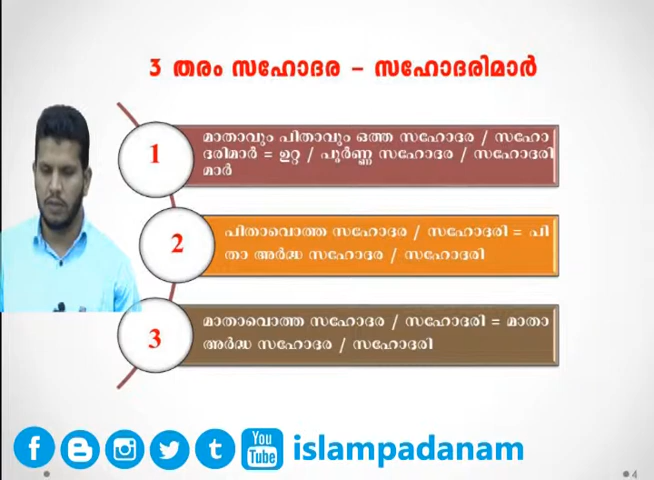 3 തരം സഹോദര – സഹോദരിമാർ
1
മാതാവും പിതാവും ഒത്ത സഹോദര / സഹോ
ദരിമാർ = ഉറ്റ / പൂർണ്ണ സഹോദര / സഹോദരി
മാർ
2
പിതാവൊത്ത സഹോദര / സഹോദരി = പി
താ അർദ്ധ സഹോദര / സഹോദരി
3
മാതാവൊത്ത സഹോദര / സഹോദരി = മാതാ
അർദ്ധ സഹോദര / സഹോദരി
You
Tube
islampadanam
4